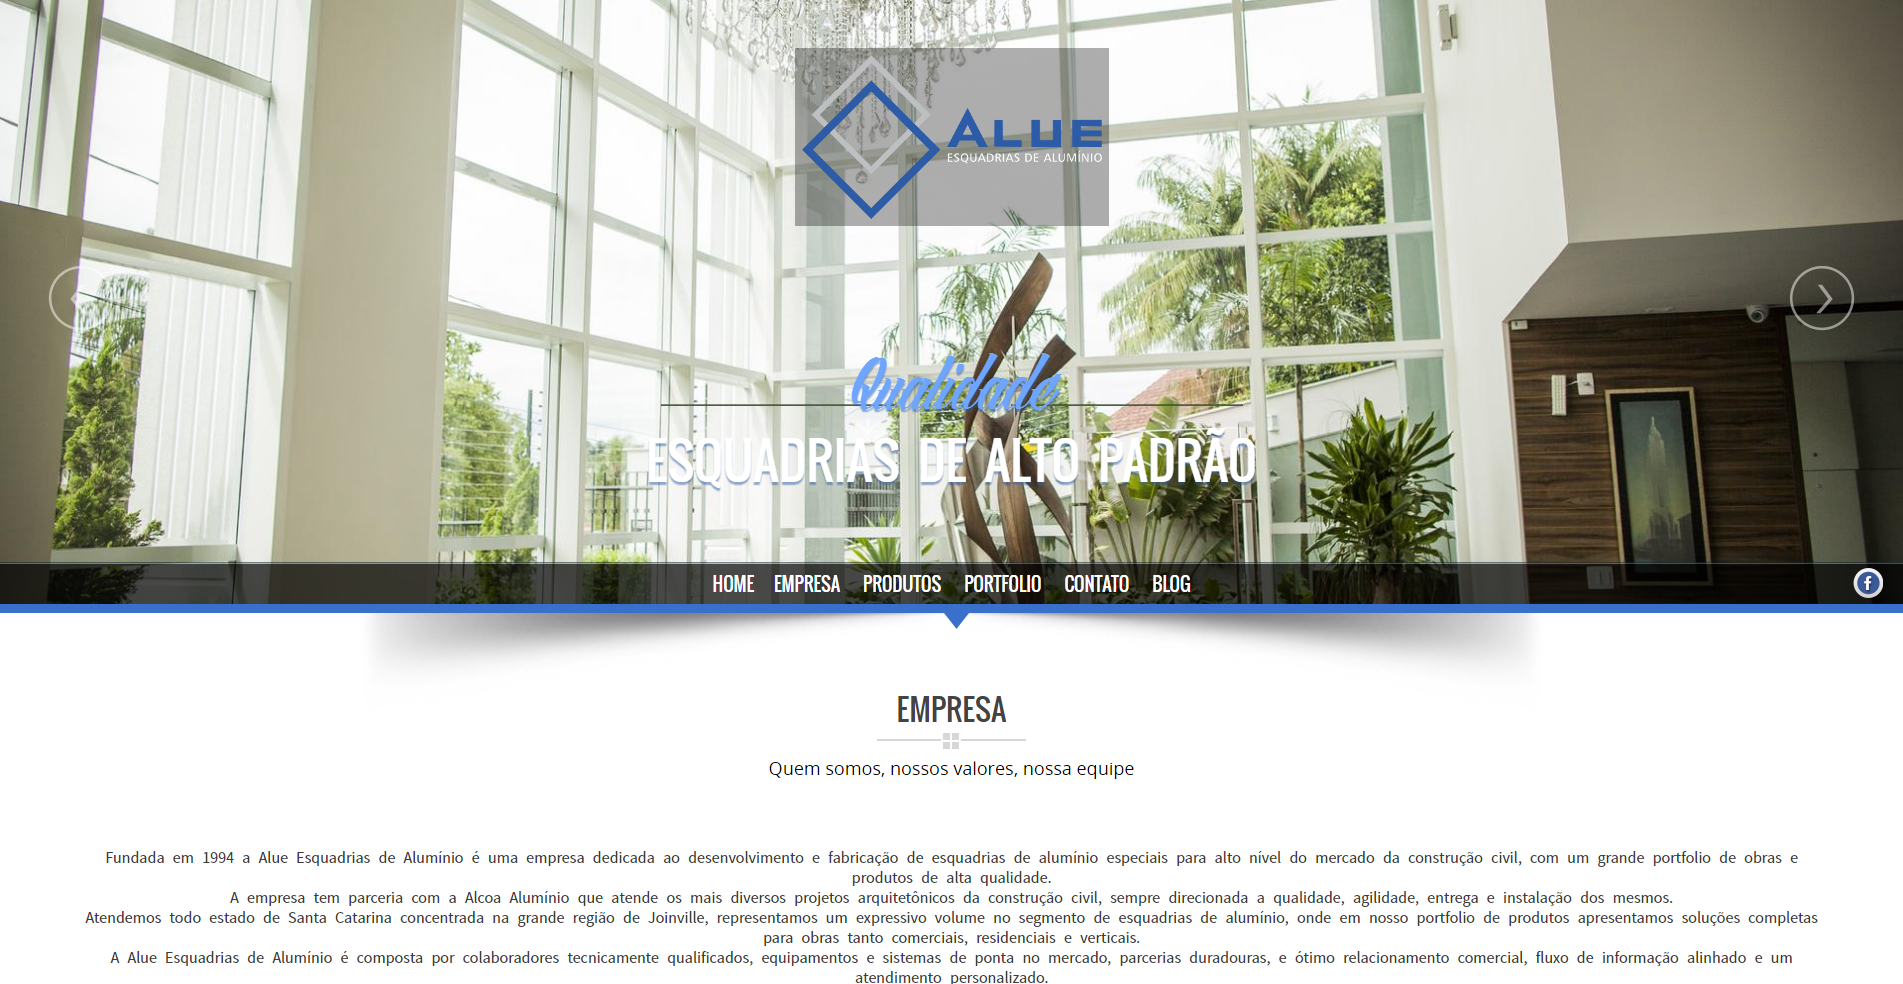 ALUE
ESQUADRIAS DE ALUMÍNIO
Qualidade
ESQUADRIAS DE ALTO PADRÃO
HOME EMPRESA PRODUTOS PORTFOLIO CONTATO BLOG
EMPRESA
Quem somos, nossos valores, nossa equipe
Fundada em 1994 a Alue Esquadrias de Alumínio é uma empresa dedicada ao desenvolvimento e fabricação de esquadrias de alumínio especiais para alto nível do mercado da construção civil, com um grande portfolio de obras e
produtos de alta qualidade.
A empresa tem parceria com a Alcoa Alumínio que atende os mais diversos projetos arquitetônicos da construção civil, sempre direcionada a qualidade, agilidade, entrega e instalação dos mesmos.
Atendemos todo estado de Santa Catarina concentrada na grande região de Joinville, representamos um expressivo volume no segmento de esquadrias de alumínio, onde em nosso portfolio de produtos apresentamos soluções completas
para obras tanto comerciais, residenciais e verticais.
A Alue Esquadrias de Alumínio é composta por colaboradores tecnicamente qualificados, equipamentos e sistemas de ponta no mercado, parcerias duradouras, e ótimo relacionamento comercial, fluxo de informação alinhado e um
atendimento personalizado.